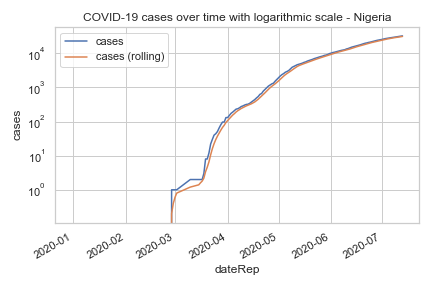 COVID-19 cases over time with logarithmic scale - Nigeria
cases
cases (rolling)
10⁴
10³
10²
10¹
10⁰
cases
2020-01
2020-02
2020-03
2020-04
2020-05
2020-06
2020-07
dateRep